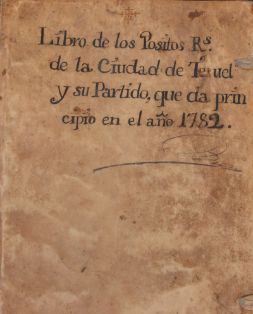 Libro de los Positos Rs.
de la Ciudad de Teruel
y su Partido, que da prin
cipio en el año 1782.